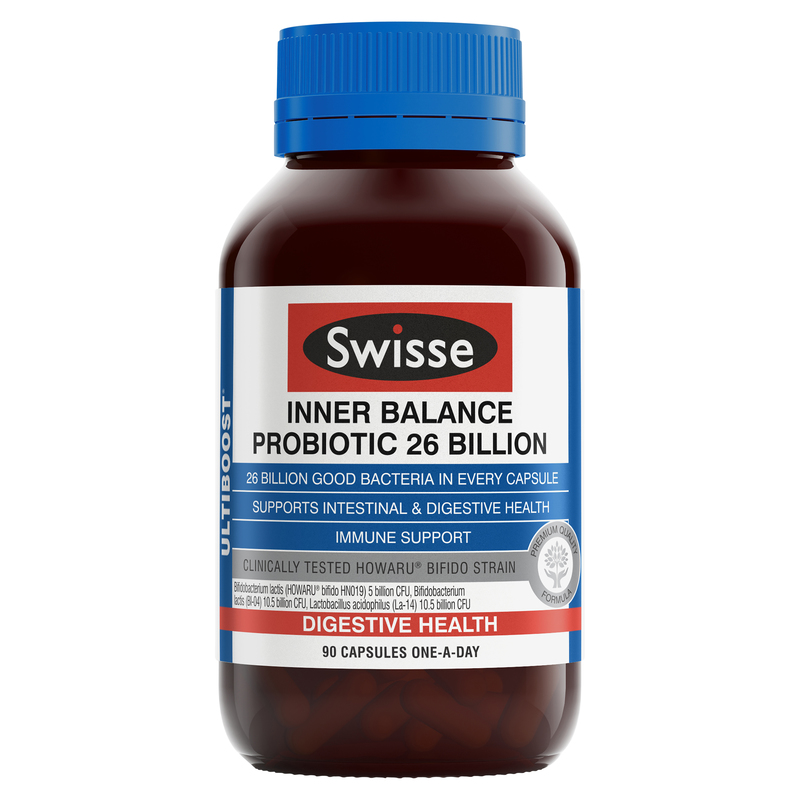 Swisse
INNER BALANCE
PROBIOTIC 26 BILLION
ULTIBOOST
26 BILLION GOOD BACTERIA IN EVERY CAPSULE
SUPPORTS INTESTINAL & DIGESTIVE HEALTH
IMMUNE SUPPORT
CLINICALLY TESTED HOWARU® BIFIDO STRAIN
PREMIUM QUALITY
FORMULA
Bifidobacterium lactis (HOWARU® bifido HN019) 5 billion CFU, Bifidobacterium
lactis (Bl-04) 10.5 billion CFU, Lactobacillus acidophilus (La-14) 10.5 billion CFU
DIGESTIVE HEALTH
90 CAPSULES ONE-A-DAY